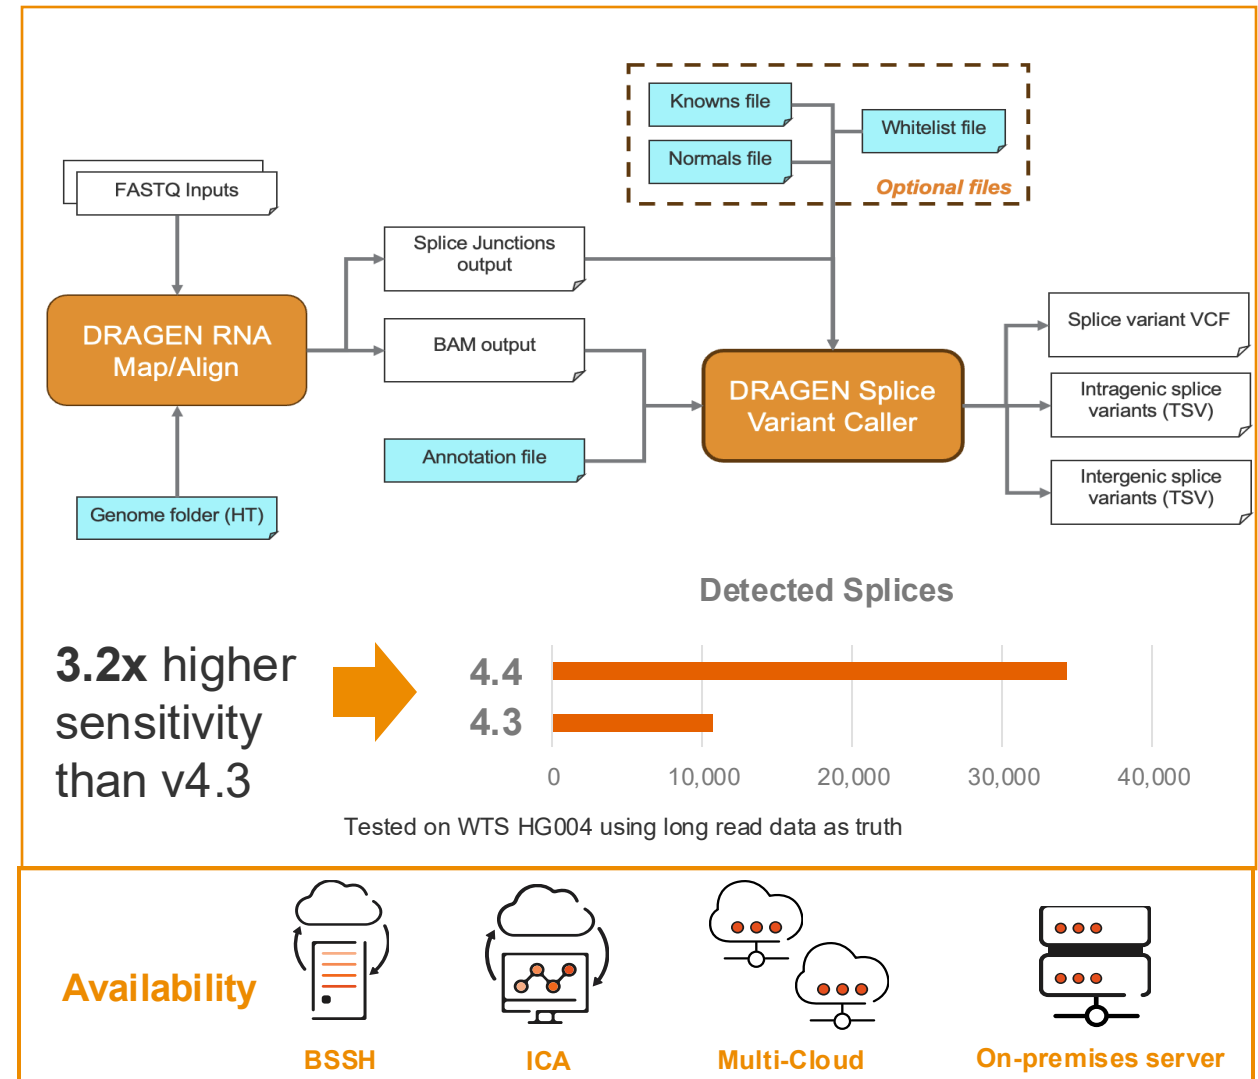 Knowns file
Whitelist file
Normals file
Optional files
FASTQ Inputs
Splice Junctions
output
DRAGEN RNA
Map/Align
BAM output
Annotation file
Genome folder (HT)
DRAGEN Splice
Variant Caller
Splice variant VCF
Intragenic splice
variants (TSV)
Intergenic splice
variants (TSV)
Detected Splices
3.2x higher
sensitivity
than v4.3
4.4
4.3
0
10,000
20,000
30,000
40,000
Tested on WTS HG004 using long read data as truth
Availability
BSSH
ICA
Multi-Cloud
On-premises server